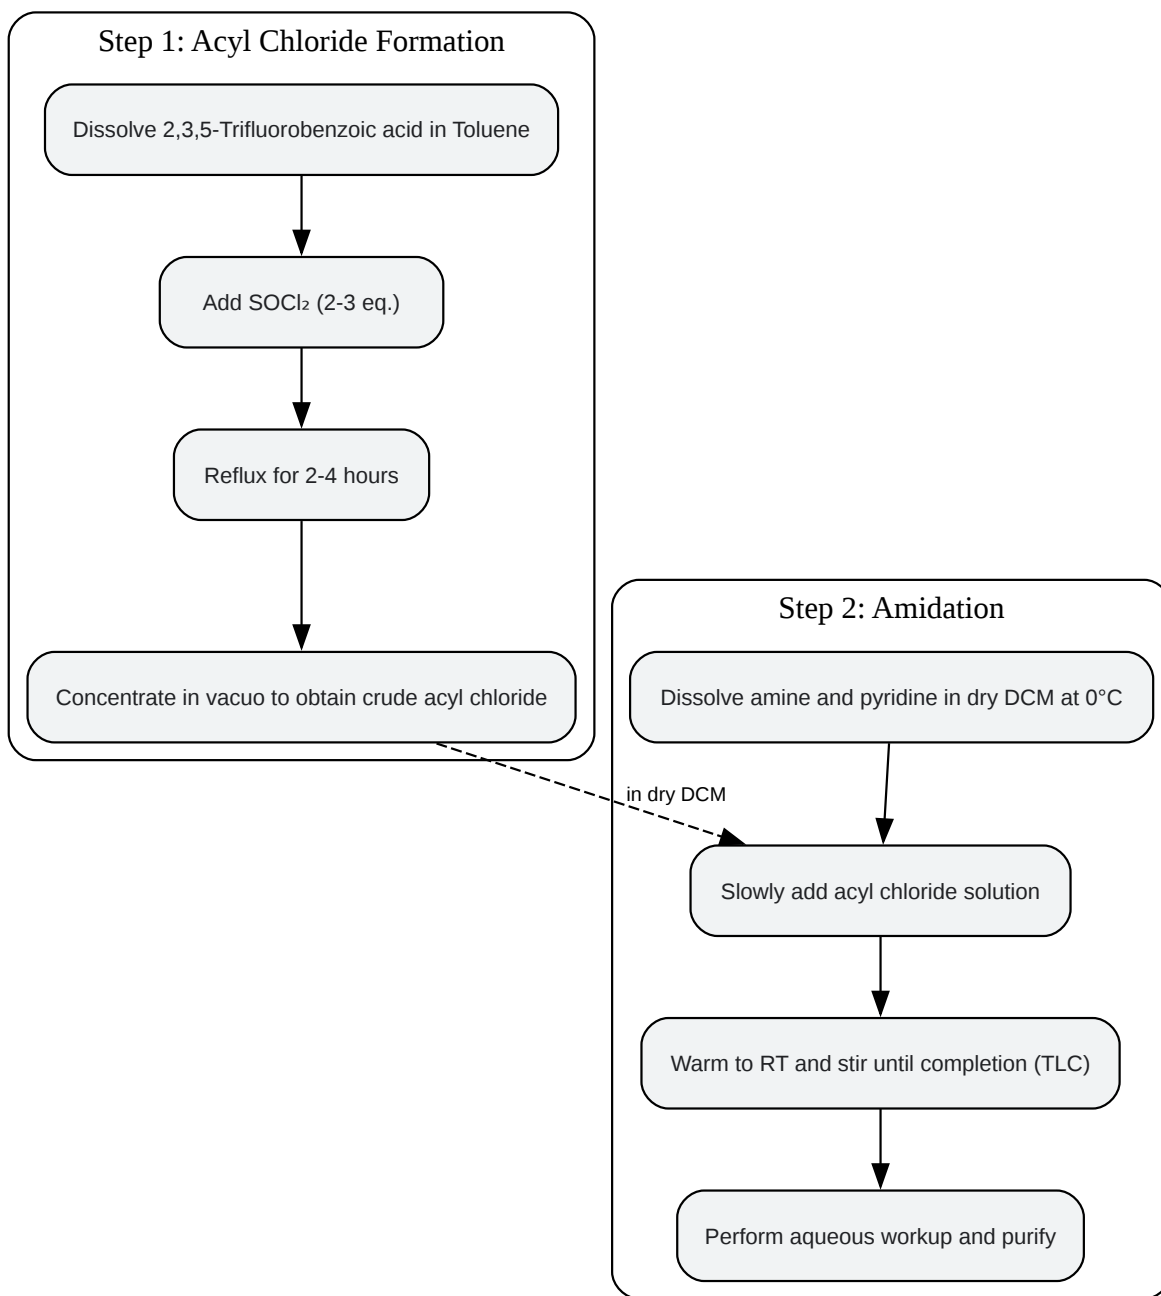 Step 1: Acyl Chloride Formation
Dissolve 2,3,5-Trifluorobenzoic acid in Toluene
Add SOCl₂ (2-3 eq.)
Reflux for 2-4 hours
Concentrate in vacuo to obtain crude acyl chloride
in dry DCM
Step 2: Amidation
Dissolve amine and pyridine in dry DCM at 0°C
Slowly add acyl chloride solution
Warm to RT and stir until completion (TLC)
Perform aqueous workup and purify